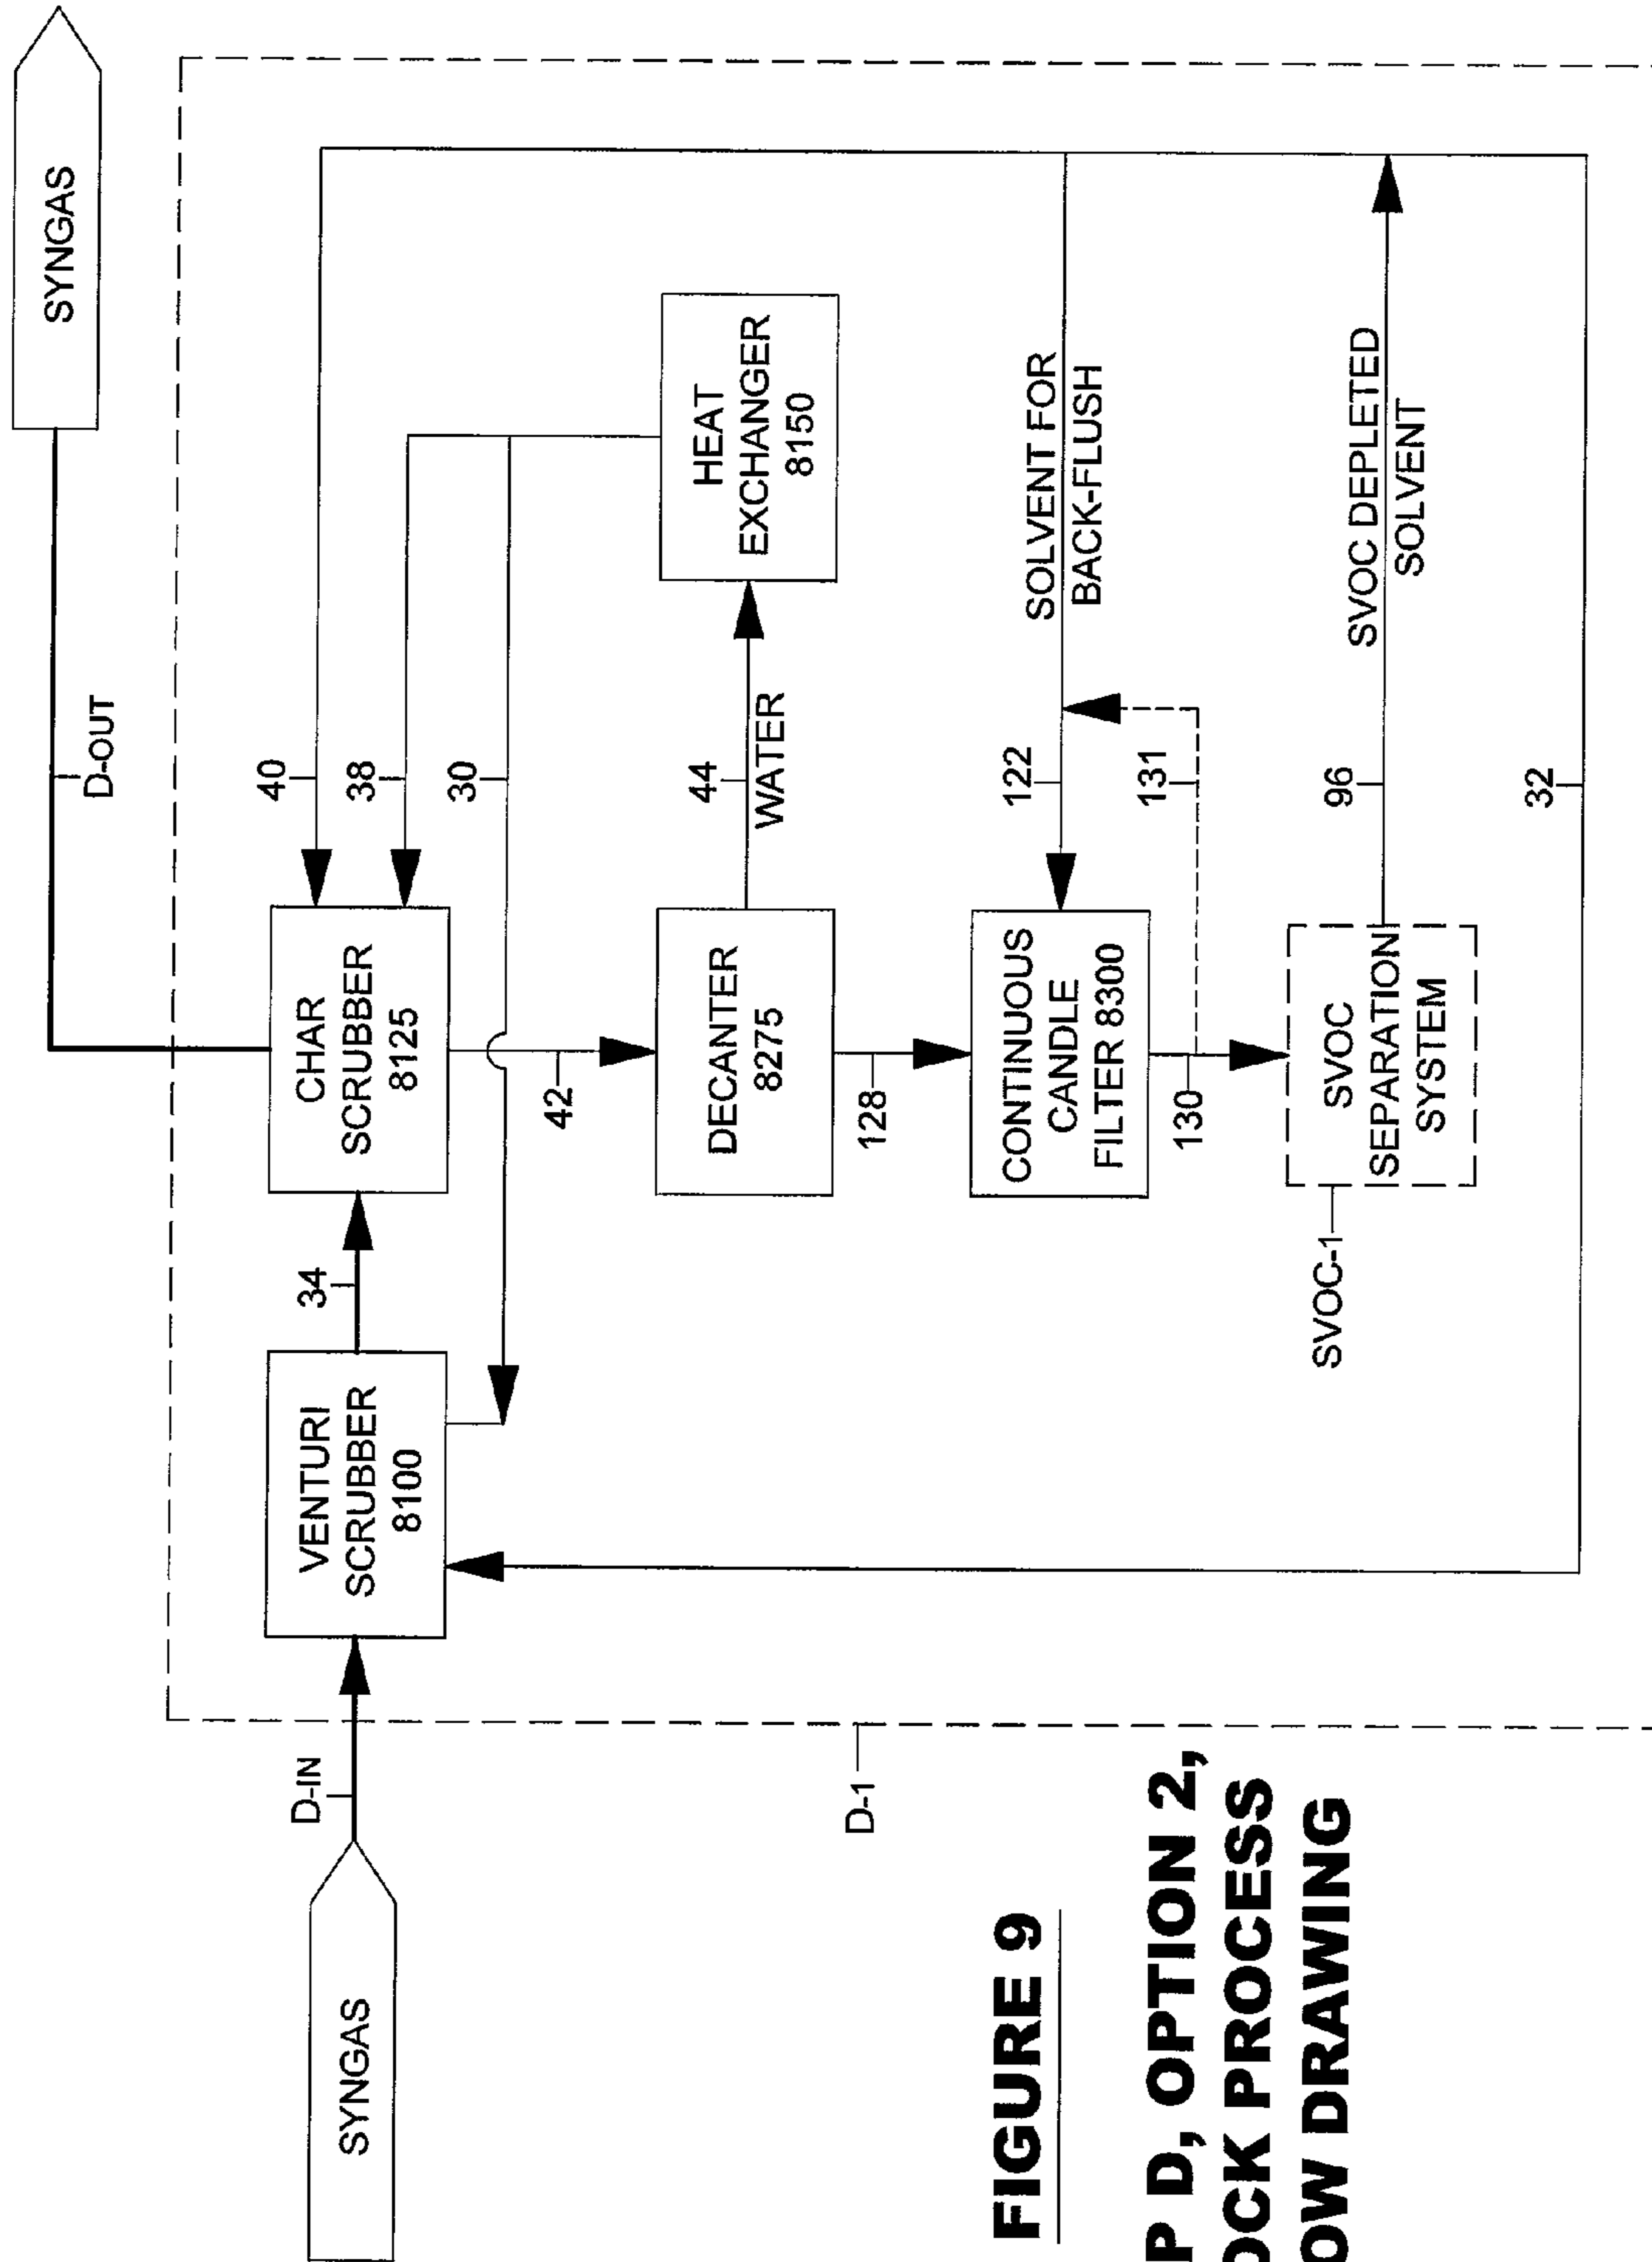 SYNGAS
D-OUT
SYNGAS
D-IN
VENTURI
SCRUBBER
8100
34
CHAR
SCRUBBER
8125
40
38
30
42
DECANTER
8275
44
WATER
HEAT
EXCHANGER
8150
128
CONTINUOUS
CANDLE
FILTER 8300
122
SOLVENT FOR
BACK-FLUSH
131
130
SVOC-1
SVOC
SEPARATION
SYSTEM
96
SVOC DEPLETED
SOLVENT
32
D-1
FIGURE 9
P D, OPTION 2,
OCK PROCESS
OW DRAWING